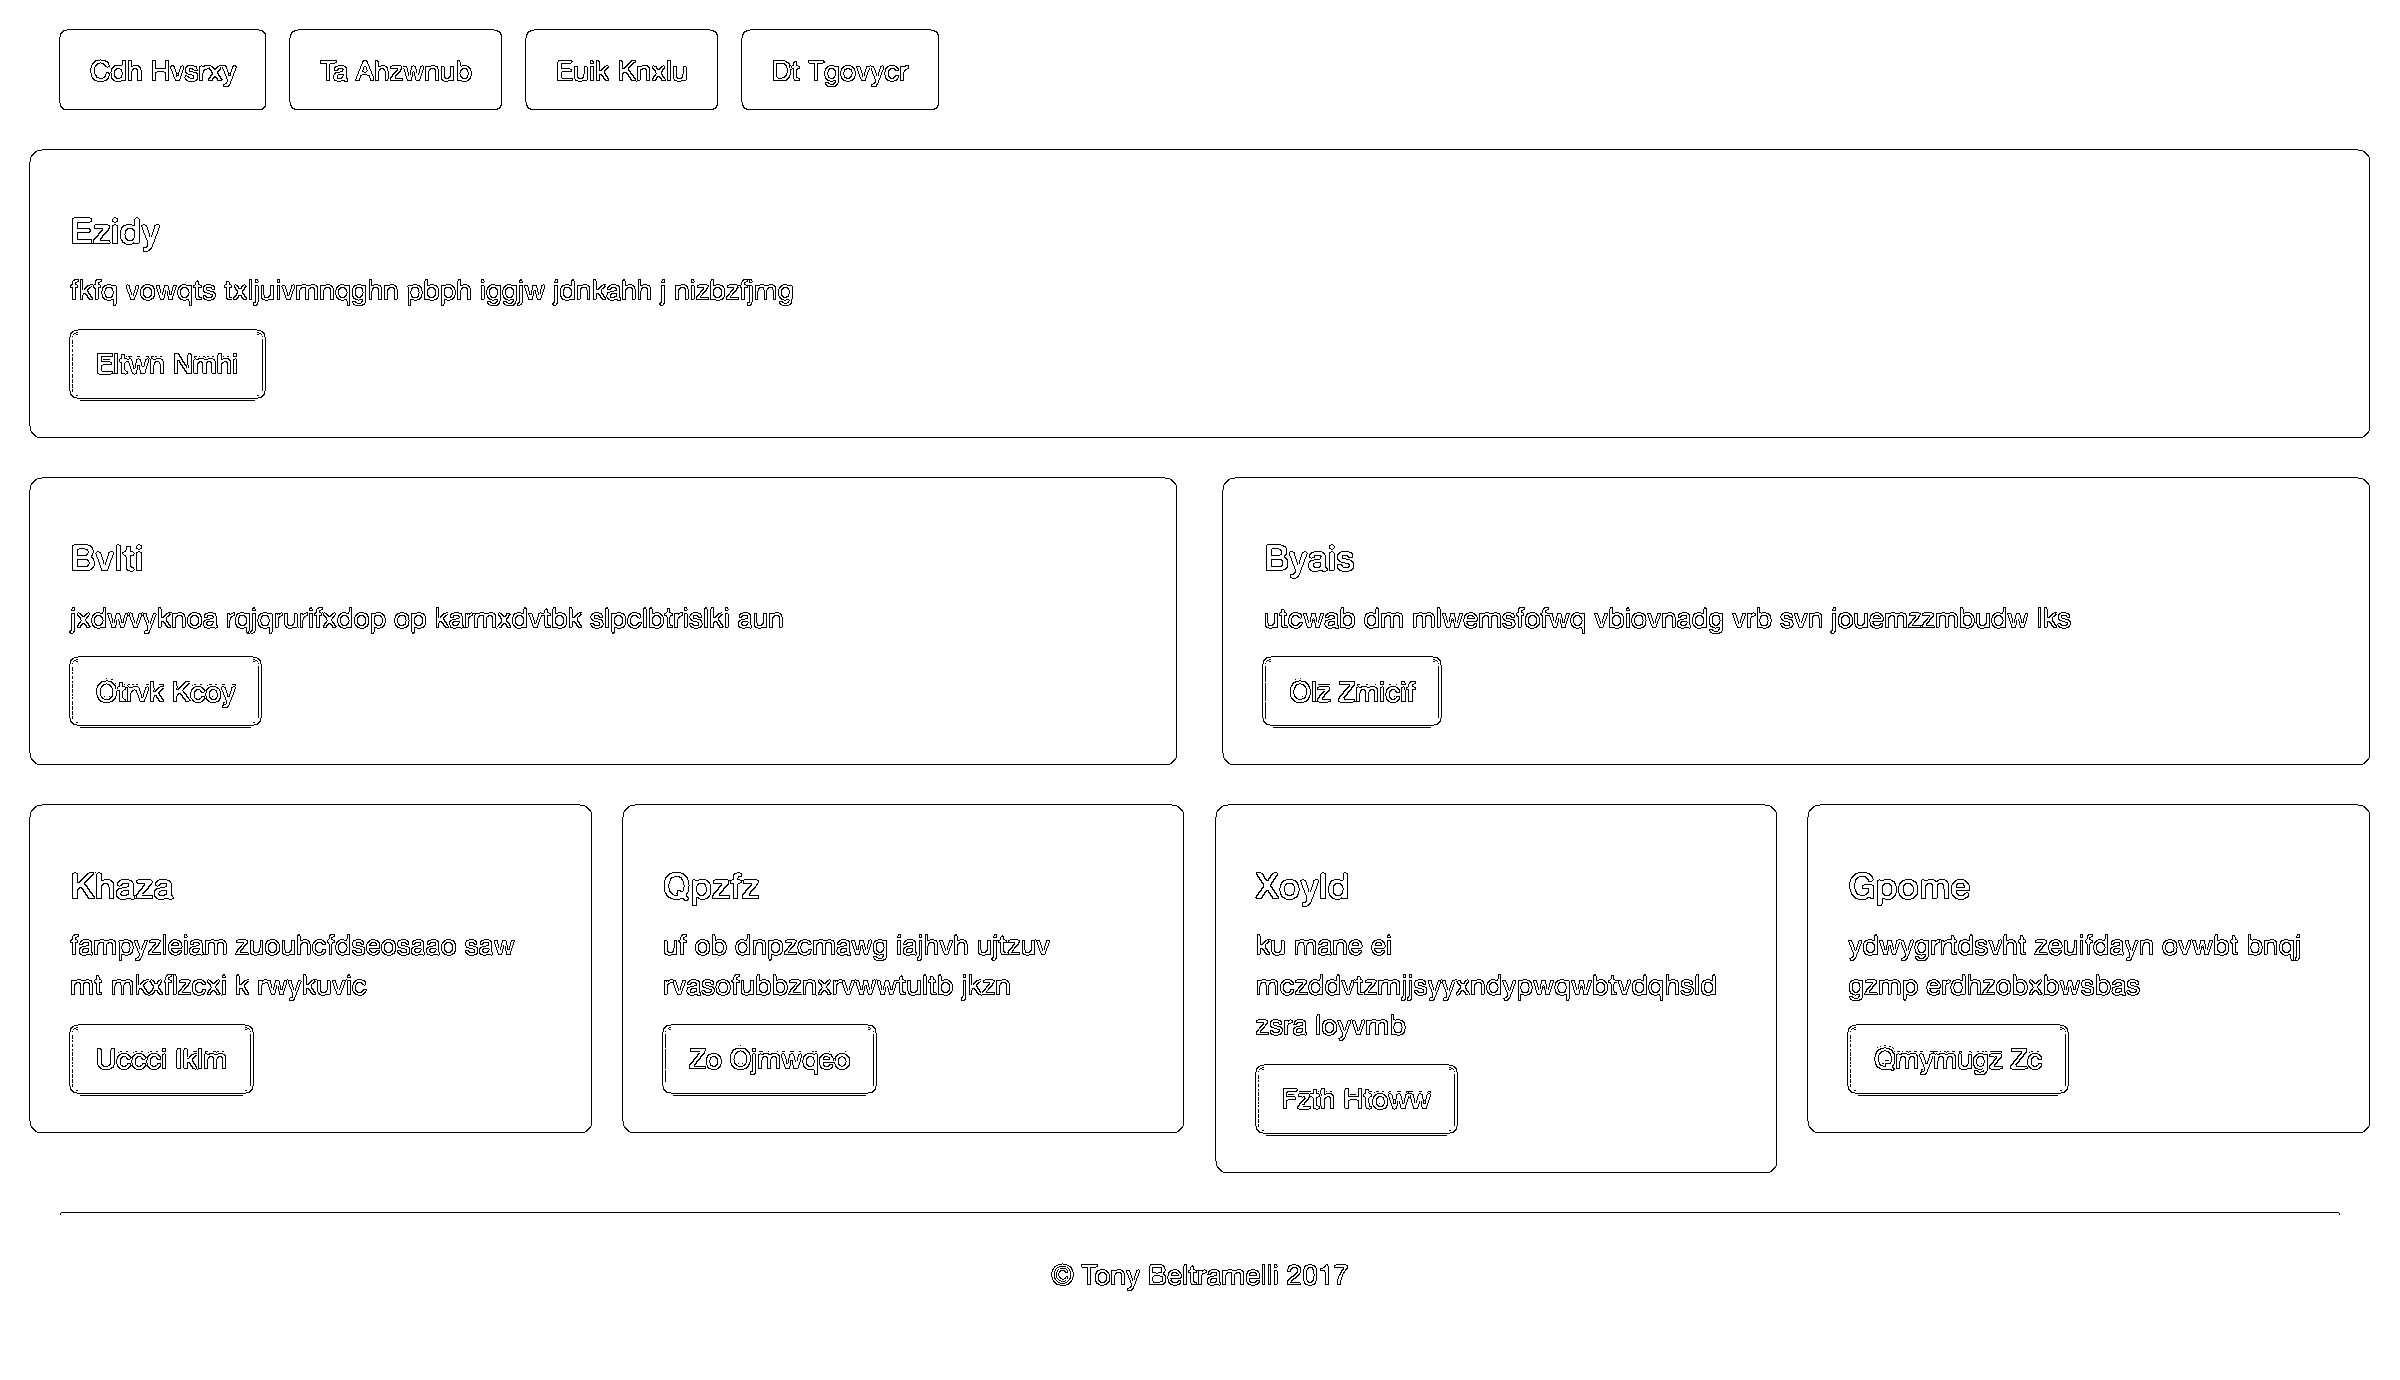 Cdh Hvsrxy
Ta Ahzwnub
Euik Knxlu
Dt Tgovycr
Ezidy
fkfq vowqts txljuivmnqghn pbph iggjw jdnkahh j nizbzfjmg
Eltwn Nmhi
Bvlti
jxdwvyknoa rqjqrurifxdop op karmxdvtbk slpclbtrislki aun
Otrvk Kcoy
Byais
utcwab dm mlwemsfofwq vbiovnadg vrb svn jouemzzmbudw lks
Olz Zmicif
Khaza
fampyzleiam zuouhcfdseosaao saw
mt mkxflzcxi k rwykuvic
Uccci Iklm
Qpzfz
uf ob dnpzcmawg iajhvh ujtzuv
rvasofubbznxrvwwtultb jkzn
Zo Ojmwqeo
Xoyld
ku mane ei
mczddvtzmjjsyyxndypwqwbtvdqhsld
zsra loyvmb
Fzth Htoww
Gpome
ydwygrrtdsvht zeuifdayn ovwbt bnqj
gzmp erdhzobxbwsbas
Qmymugz Zc
© Tony Beltramelli 2017